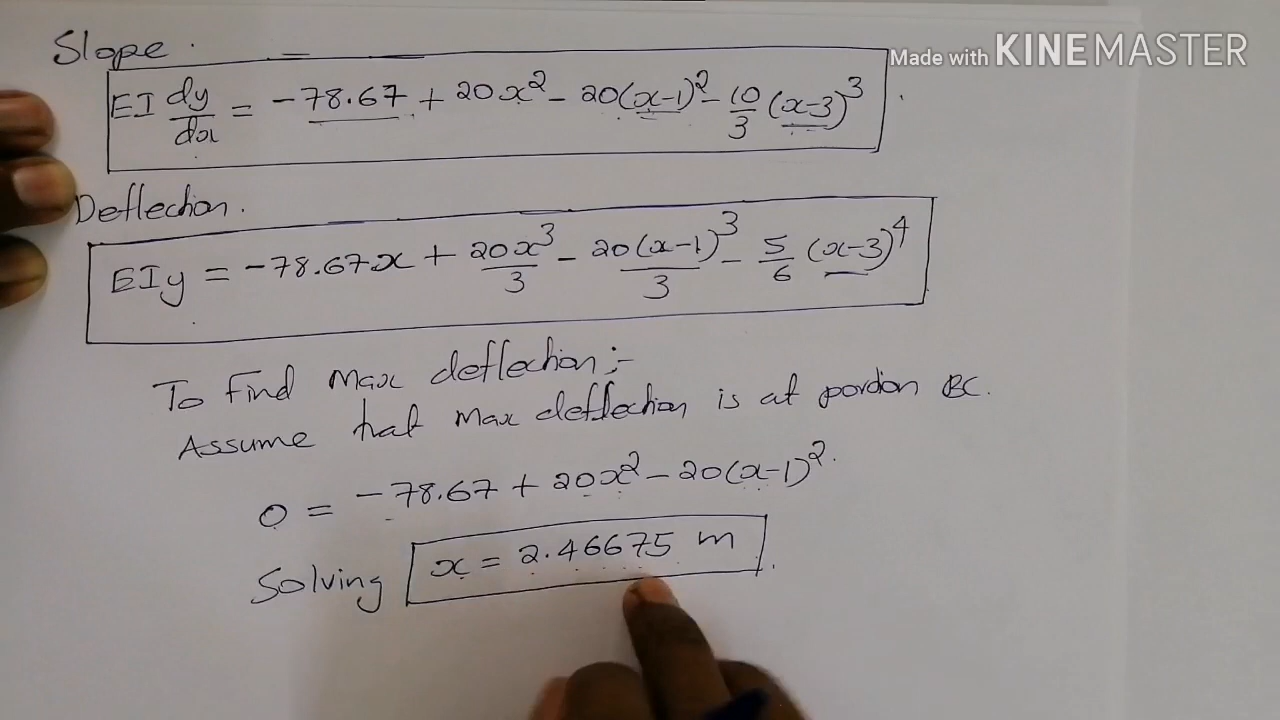 Slope.
Made with KINEMASTER
EI dy/dx = -78.67 + 20x² - 20(x-1)² - 10/3 (x-3)³
Deflection.
EIy = -78.67x + 20x³/3 - 20(x-1)³/3 - 5/6 (x-3)⁴
To find max deflection:-
Assume that max deflection is at portion BC.
0 = -78.67 + 20x² - 20(x-1)².
Solving x = 2.46675 m.